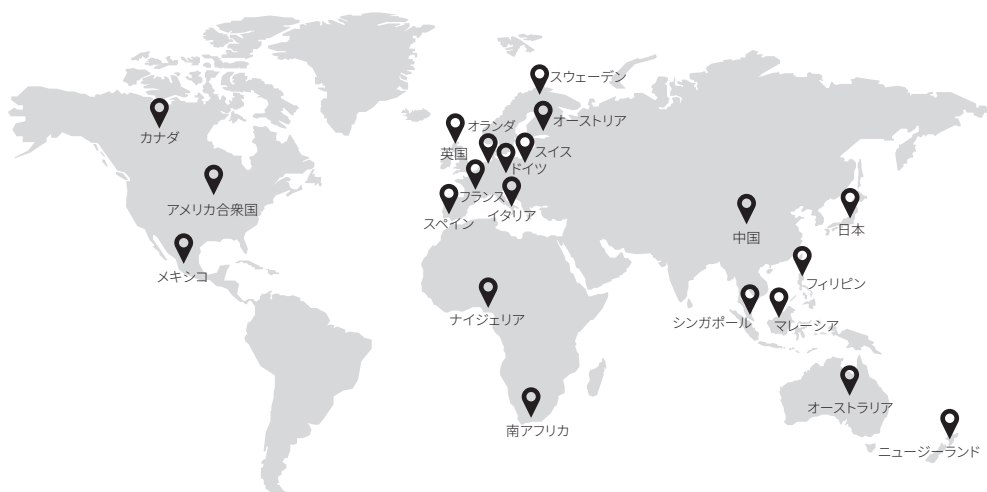 スウェーデン
カナダ
オランダ
オーストリア
英国
スイス
ドイツ
アメリカ合衆国
フランス
スペイン
イタリア
中国
日本
メキシコ
フィリピン
ナイジェリア
シンガポール
マレーシア
オーストラリア
南アフリカ
ニュージーランド